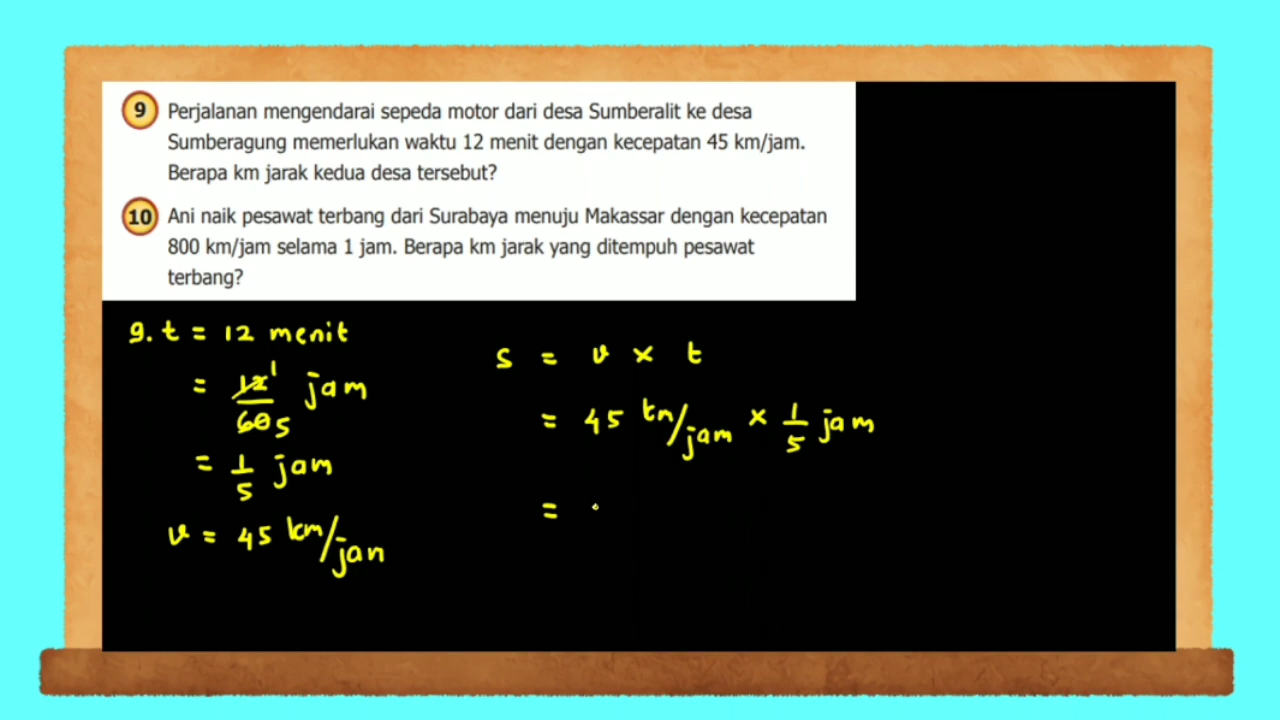 9 Perjalanan mengendarai sepeda motor dari desa Sumberalit ke desa
Sumberagung memerlukan waktu 12 menit dengan kecepatan 45 km/jam.
Berapa km jarak kedua desa tersebut?
10 Ani naik pesawat terbang dari Surabaya menuju Makassar dengan kecepatan
800 km/jam selama 1 jam. Berapa km jarak yang ditempuh pesawat
terbang?
9. t = 12 menit
= 12 1/60 5 jam
= 1/5 jam
v = 45 km/jan
s = v × t
= 45 km/jam × 1/5 jam
=